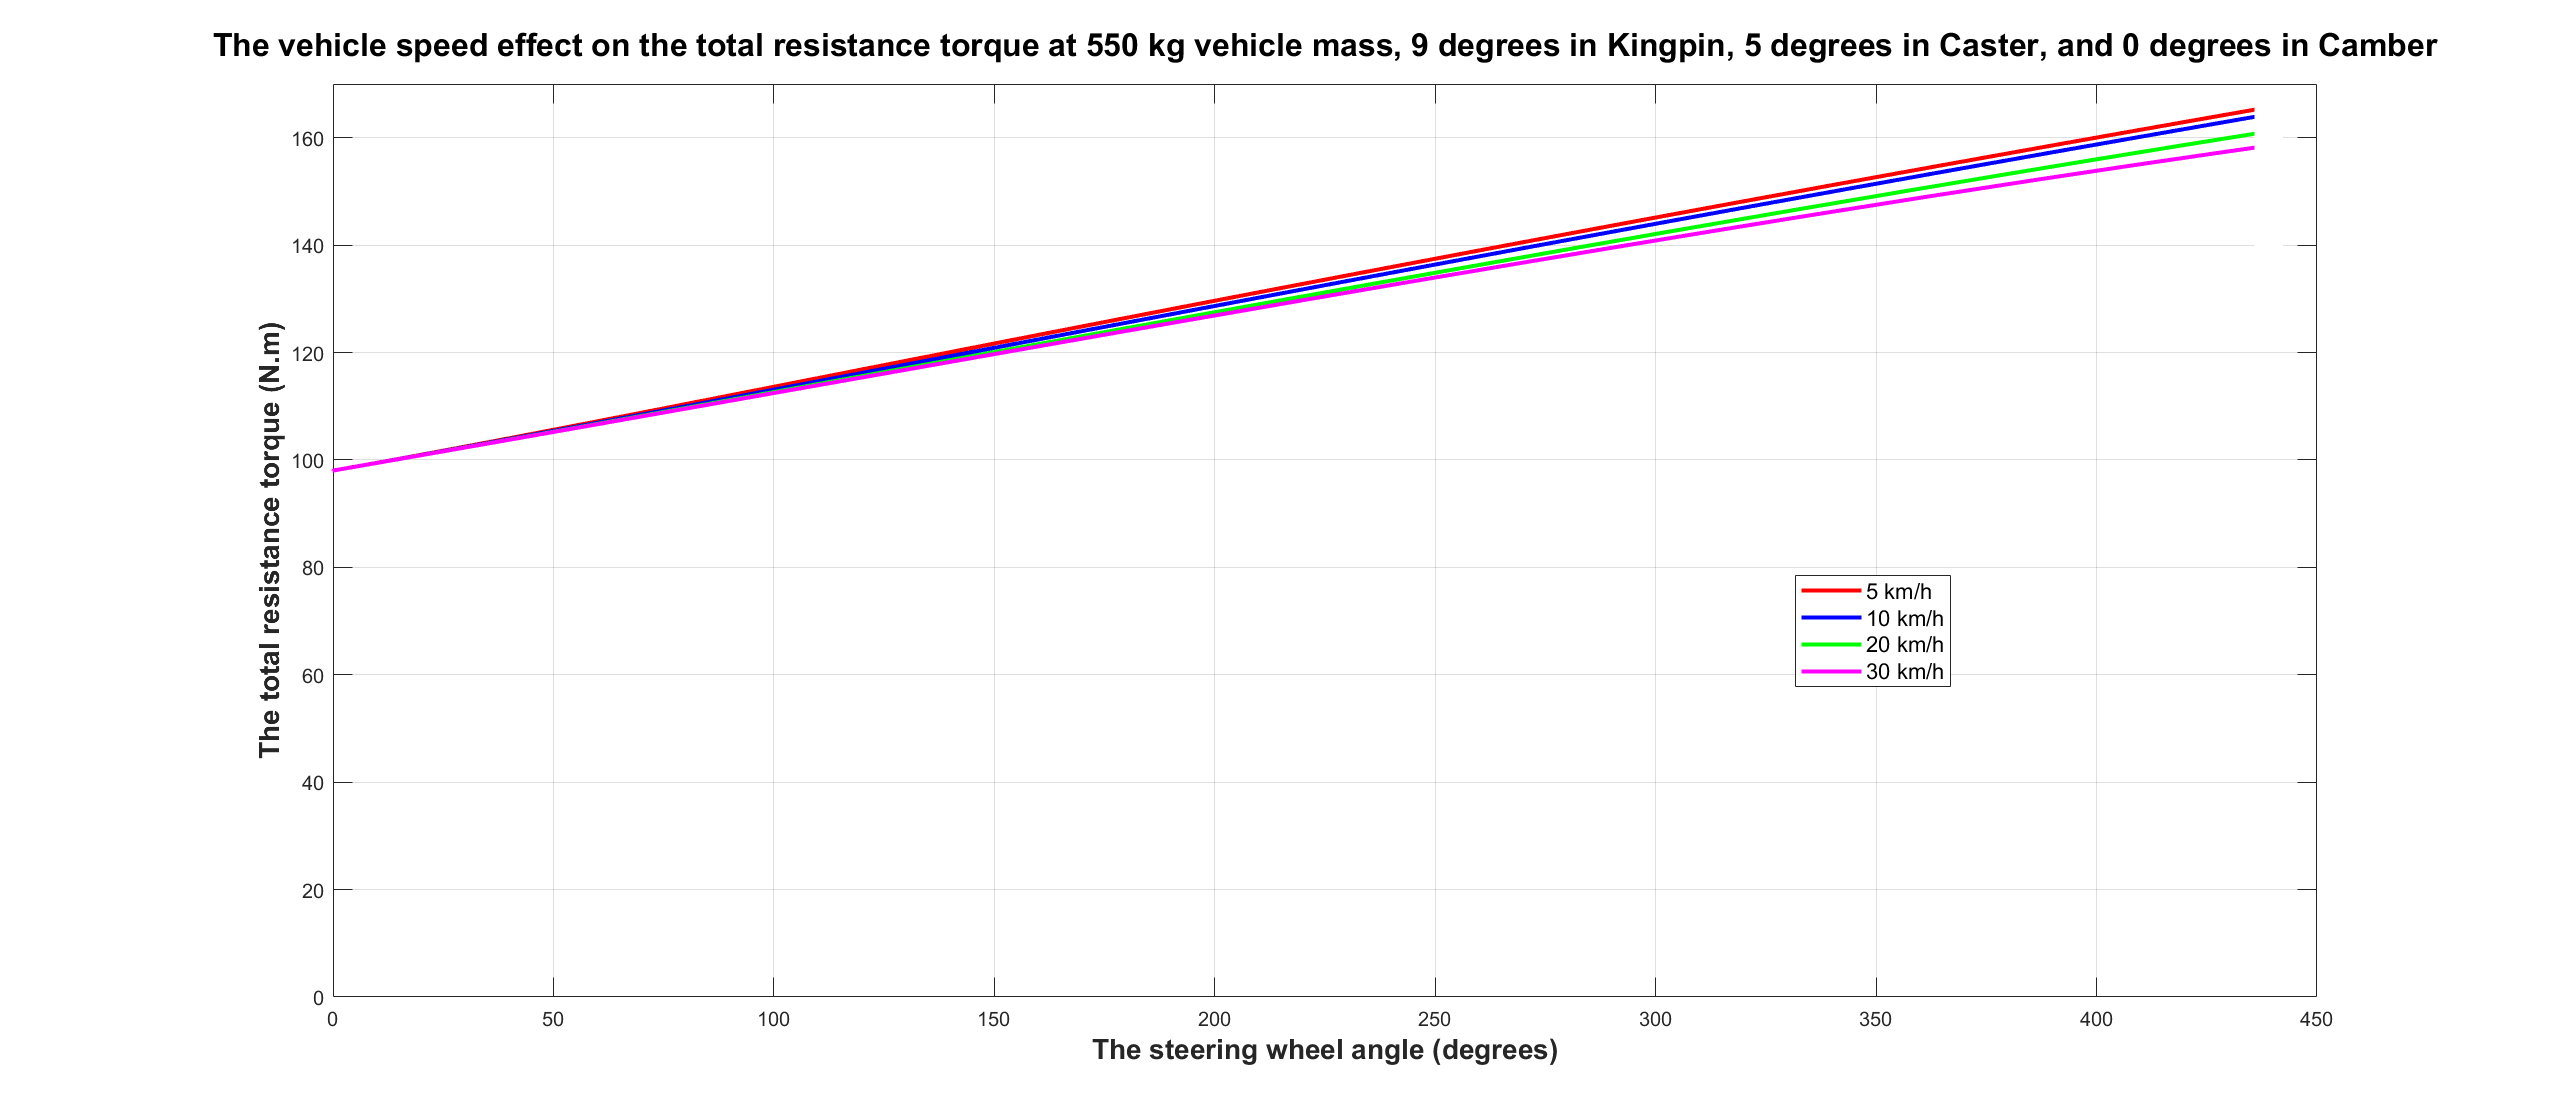 The vehicle speed effect on the total resistance torque at 550 kg vehicle mass, 9 degrees in Kingpin, 5 degrees in Caster, and 0 degrees in Camber
The total resistance torque (N.m)
160
140
120
100
80
60
40
20
0
5 km/h
10 km/h
20 km/h
30 km/h
0 50 100 150 200 250 300 350 400 450
The steering wheel angle (degrees)